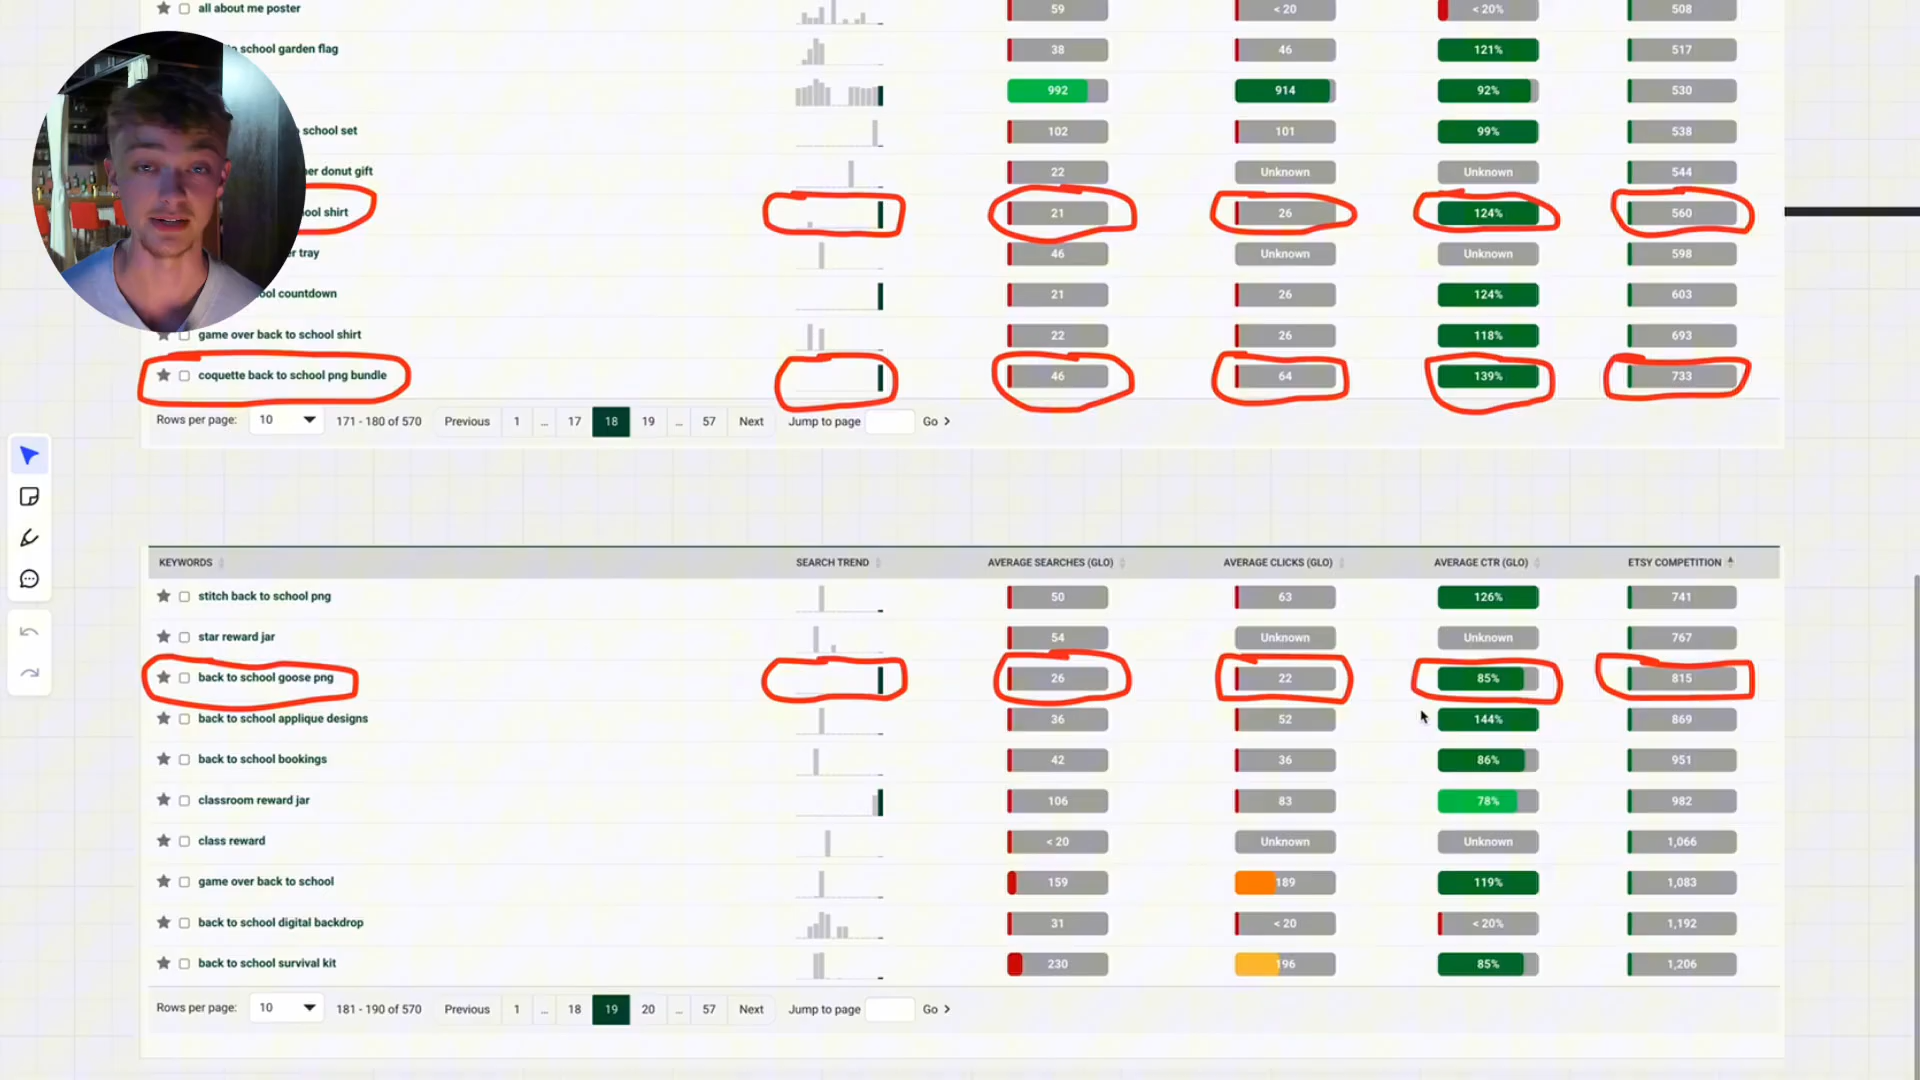 all about me poster 59 < 20 < 20% 508
to school garden flag 38 46 121% 517
992 914 92% 530
school set 102 101 99% 538
donut gift 22 Unknown Unknown 544
shirt 21 26 124% 560
tray 46 Unknown Unknown 598
countdown 21 26 124% 603
game over back to school shirt 22 26 118% 693
coquette back to school png bundle 46 64 139% 733
Rows per page: 10 171 - 180 of 570 Previous 1 ... 17 18 19 ... 57 Next Jump to page Go >
KEYWORDS SEARCH TREND AVERAGE SEARCHES (GLO) AVERAGE CLICKS (GLO) AVERAGE CTR (GLO) ETSY COMPETITION
stitch back to school png 50 63 126% 741
star reward jar 54 Unknown Unknown 767
back to school goose png 26 22 85% 815
back to school applique designs 36 52 144% 869
back to school bookings 42 36 86% 951
classroom reward jar 106 83 78% 982
class reward < 20 Unknown Unknown 1,066
game over back to school 159 189 119% 1,083
back to school digital backdrop 31 < 20 < 20% 1,192
back to school survival kit 230 196 85% 1,206
Rows per page: 10 181 - 190 of 570 Previous 1 ... 18 19 20 ... 57 Next Jump to page Go >